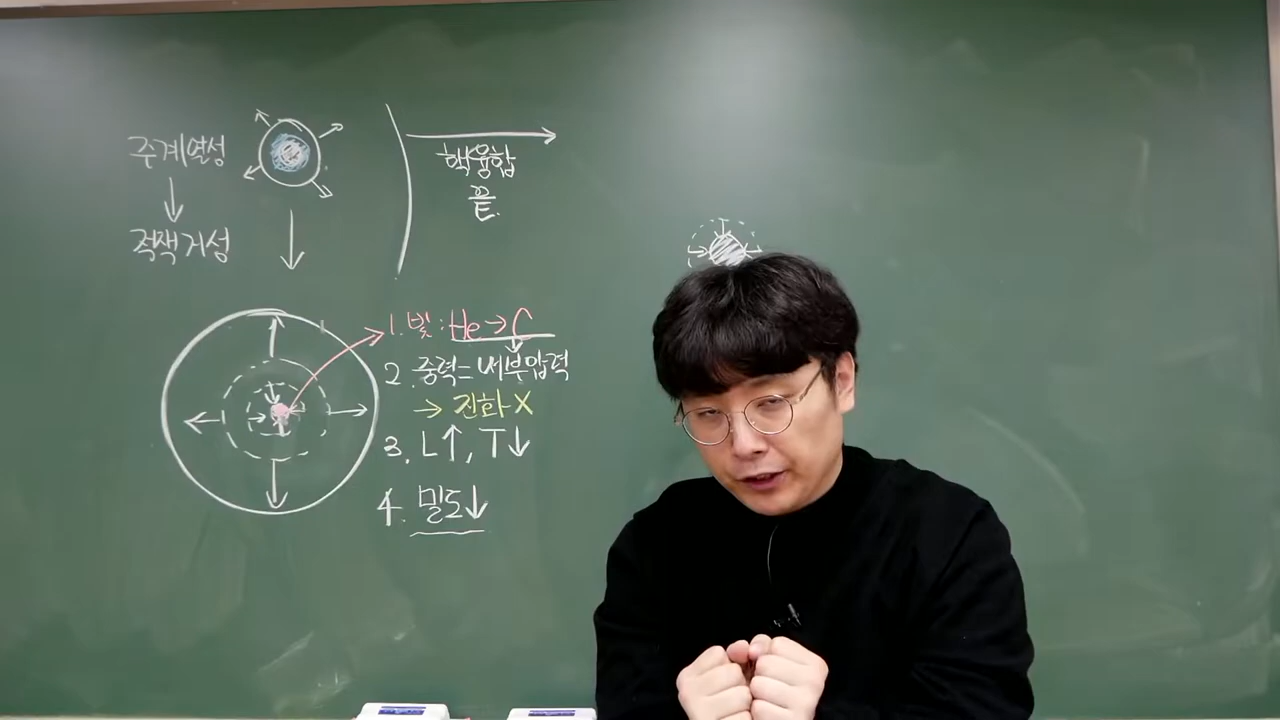 주계열성
↓
적색거성
핵융합
끝.
1. 빛 : He → C
2. 중력 = 내부압력
→ 진화 X
3. L↑, T↓
4. 밀도↓